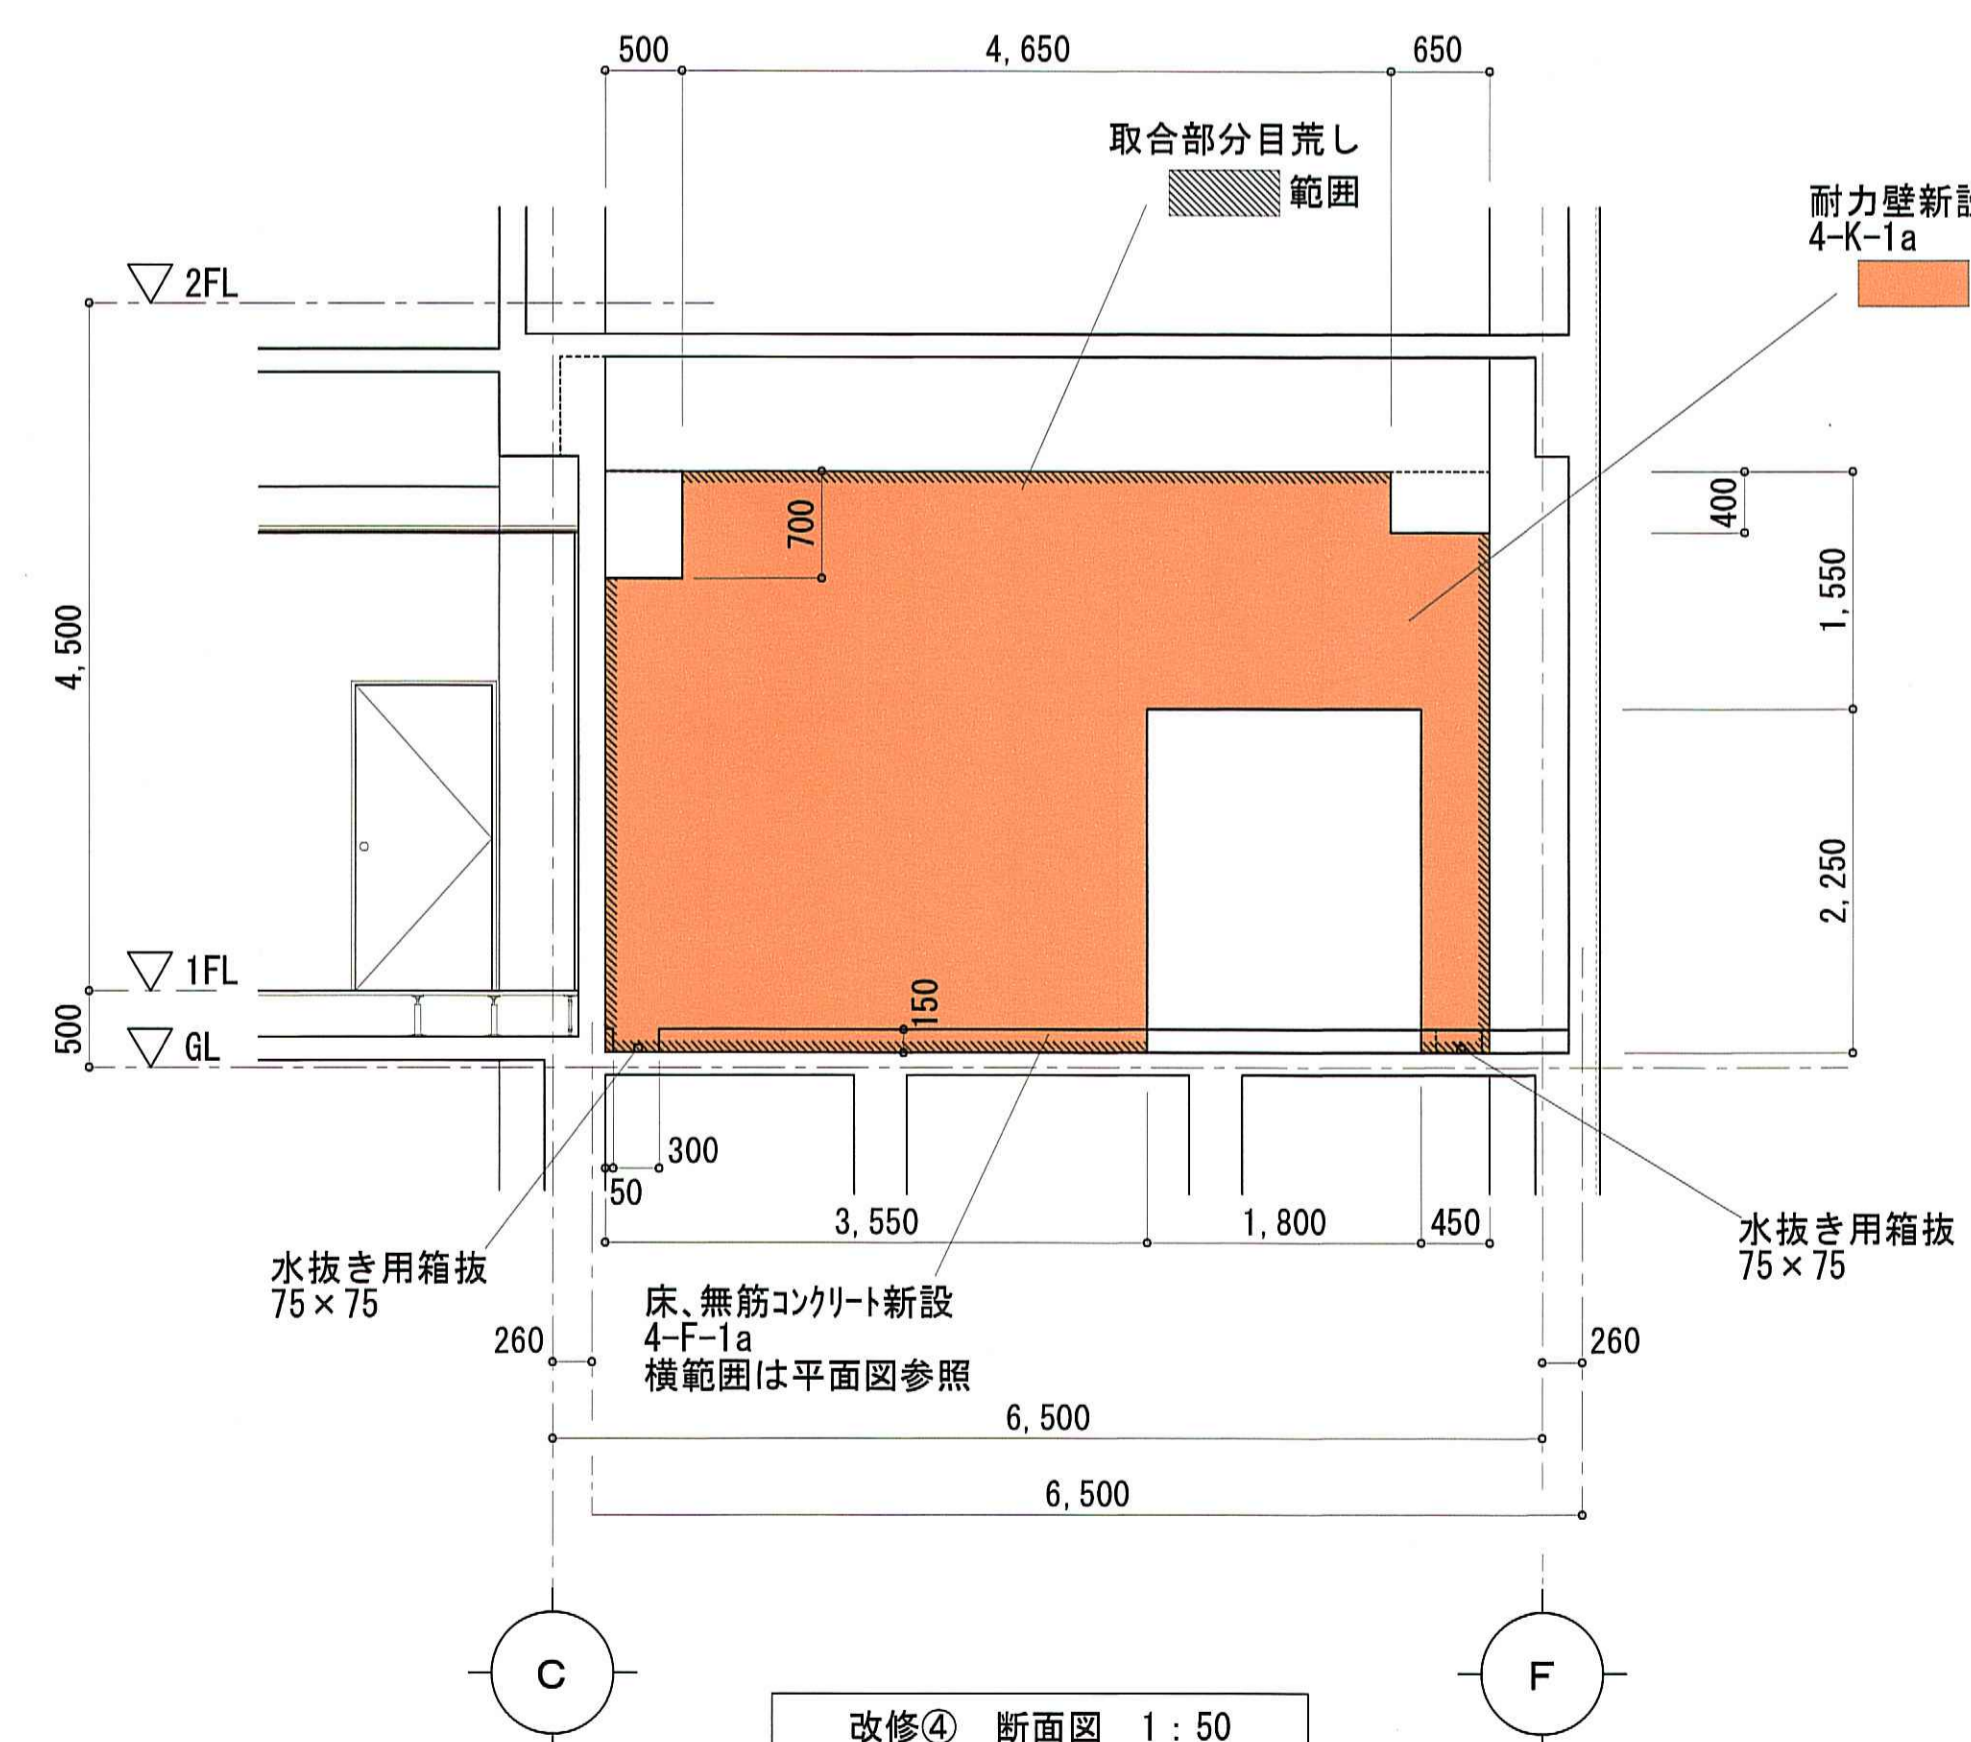 500
4,650
650
取合部分目荒し
範囲
耐力壁新設
4-K-1a
2FL
700
400
1,550
4,500
2,250
1FL
150
500
GL
300
50
3,550
1,800
450
水抜き用箱抜
75×75
水抜き用箱抜
75×75
床、無筋コンクリート新設
4-F-1a
横範囲は平面図参照
260
260
6,500
6,500
C
F
改修④ 断面図 1:50